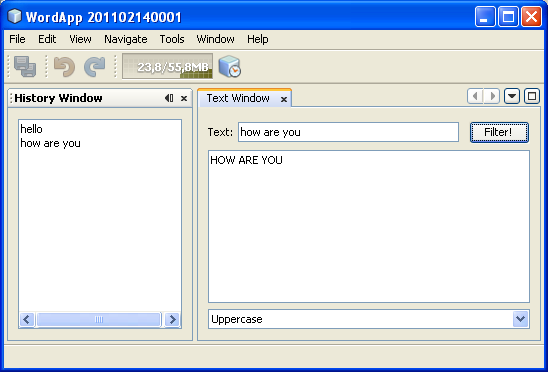 WordApp 201102140001
File Edit View Navigate Tools Window Help
23,8/55,8MB
History Window
hello
how are you
Text Window
Text: how are you Filter!
HOW ARE YOU
Uppercase